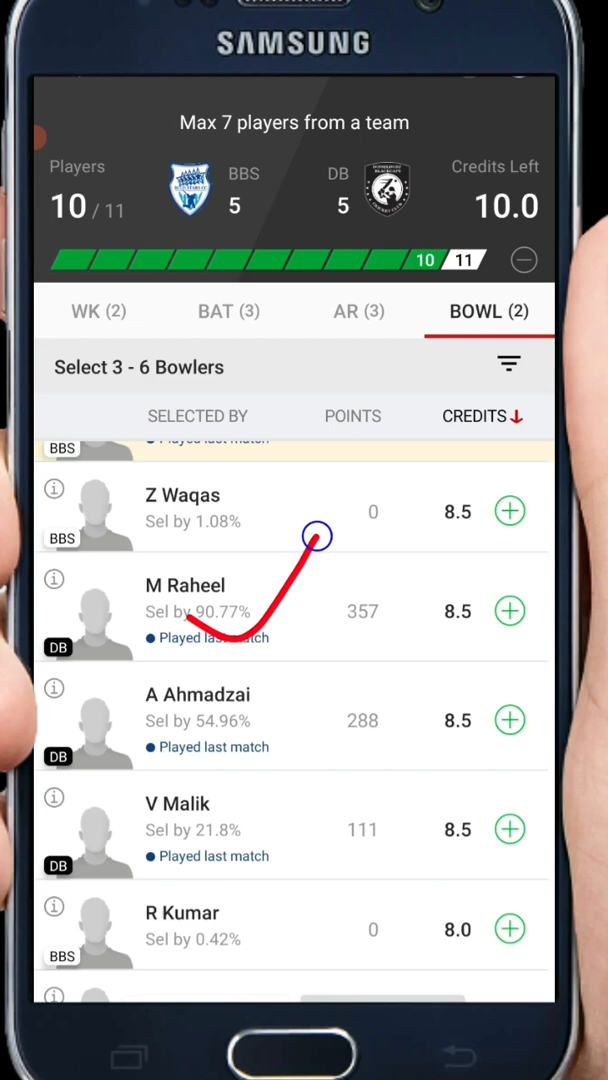 SAMSUNG
Max 7 players from a team
Players
BBS
DB
Credits Left
10 / 11
5
5
10.0
10 11
WK (2) BAT (3) AR (3) BOWL (2)
Select 3 - 6 Bowlers
SELECTED BY POINTS CREDITS
BBS
Played last match
Z Waqas
Sel by 1.08%
0 8.5
BBS
M Raheel
Sel by 90.77%
357 8.5
Played last match
DB
A Ahmadzai
Sel by 54.96%
288 8.5
Played last match
DB
V Malik
Sel by 21.8%
111 8.5
Played last match
DB
R Kumar
Sel by 0.42%
0 8.0
BBS